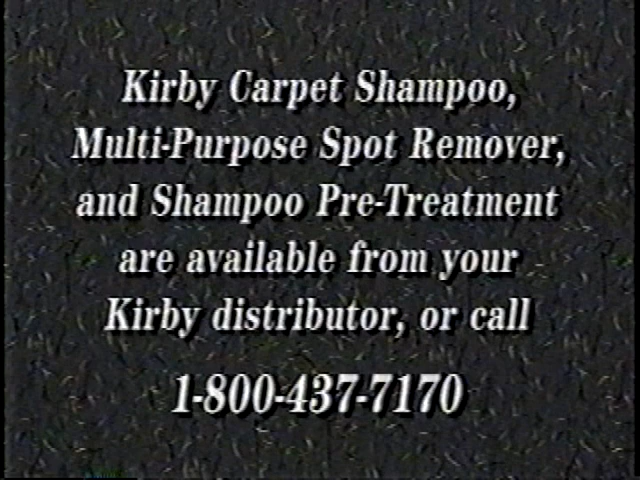 Kirby Carpet Shampoo,
Multi-Purpose Spot Remover,
and Shampoo Pre-Treatment
are available from your
Kirby distributor, or call
1-800-437-7170